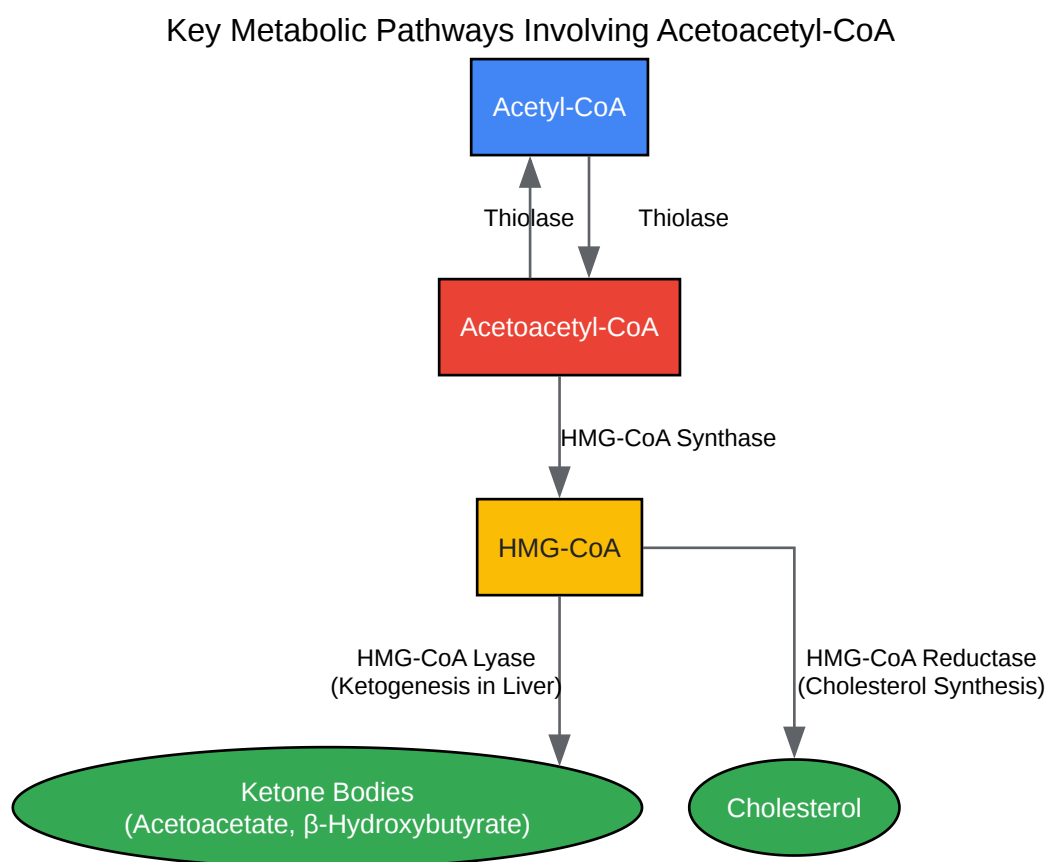 Key Metabolic Pathways Involving Acetoacetyl-CoA
Acetyl-CoA
Thiolase
Thiolase
Acetoacetyl-CoA
HMG-CoA Synthase
HMG-CoA
HMG-CoA Lyase
(Ketogenesis in Liver)
HMG-CoA Reductase
(Cholesterol Synthesis)
Ketone Bodies
(Acetoacetate, β-Hydroxybutyrate)
Cholesterol